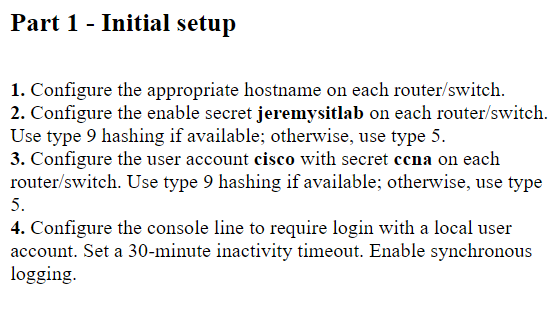 Part 1 - Initial setup
1. Configure the appropriate hostname on each router/switch.
2. Configure the enable secret jeremysitlab on each router/switch.
Use type 9 hashing if available; otherwise, use type 5.
3. Configure the user account cisco with secret ccna on each
router/switch. Use type 9 hashing if available; otherwise, use type
5.
4. Configure the console line to require login with a local user
account. Set a 30-minute inactivity timeout. Enable synchronous
logging.